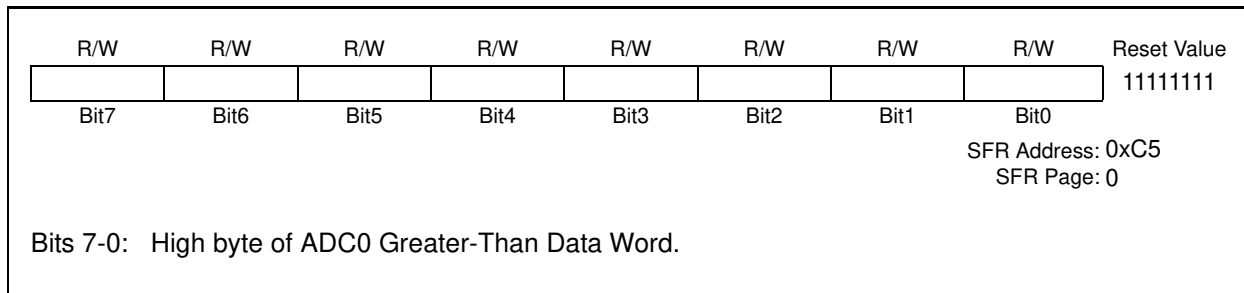 R/W R/W R/W R/W R/W R/W R/W R/W Reset Value
11111111
Bit7 Bit6 Bit5 Bit4 Bit3 Bit2 Bit1 Bit0
SFR Address: 0xC5
SFR Page: 0
Bits 7-0: High byte of ADC0 Greater-Than Data Word.